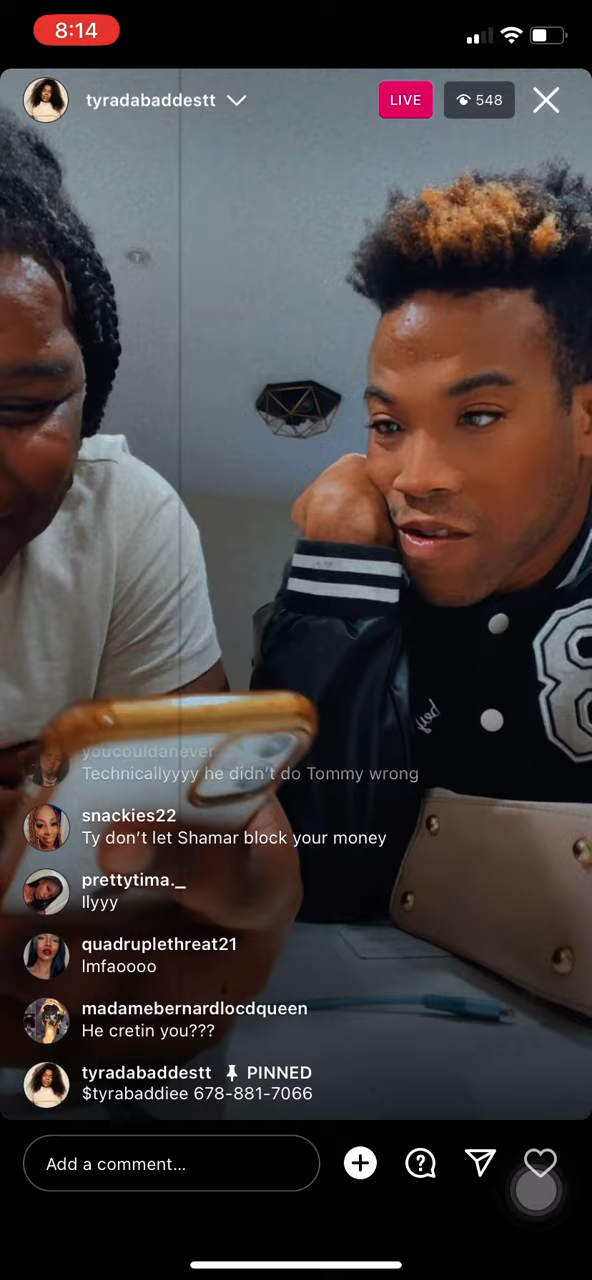 8:14
tyradabaddestt
LIVE
548
8
youcouldanever
Technicallyyyy he didn't do Tommy wrong
snackies22
Ty don't let Shamar block your money
prettytima._
llyyy
quadruplethreat21
lmfaoooo
madamebernardlocdqueen
He cretin you???
tyradabaddestt PINNED
$tyrabaddiee 678-881-7066
Add a comment...